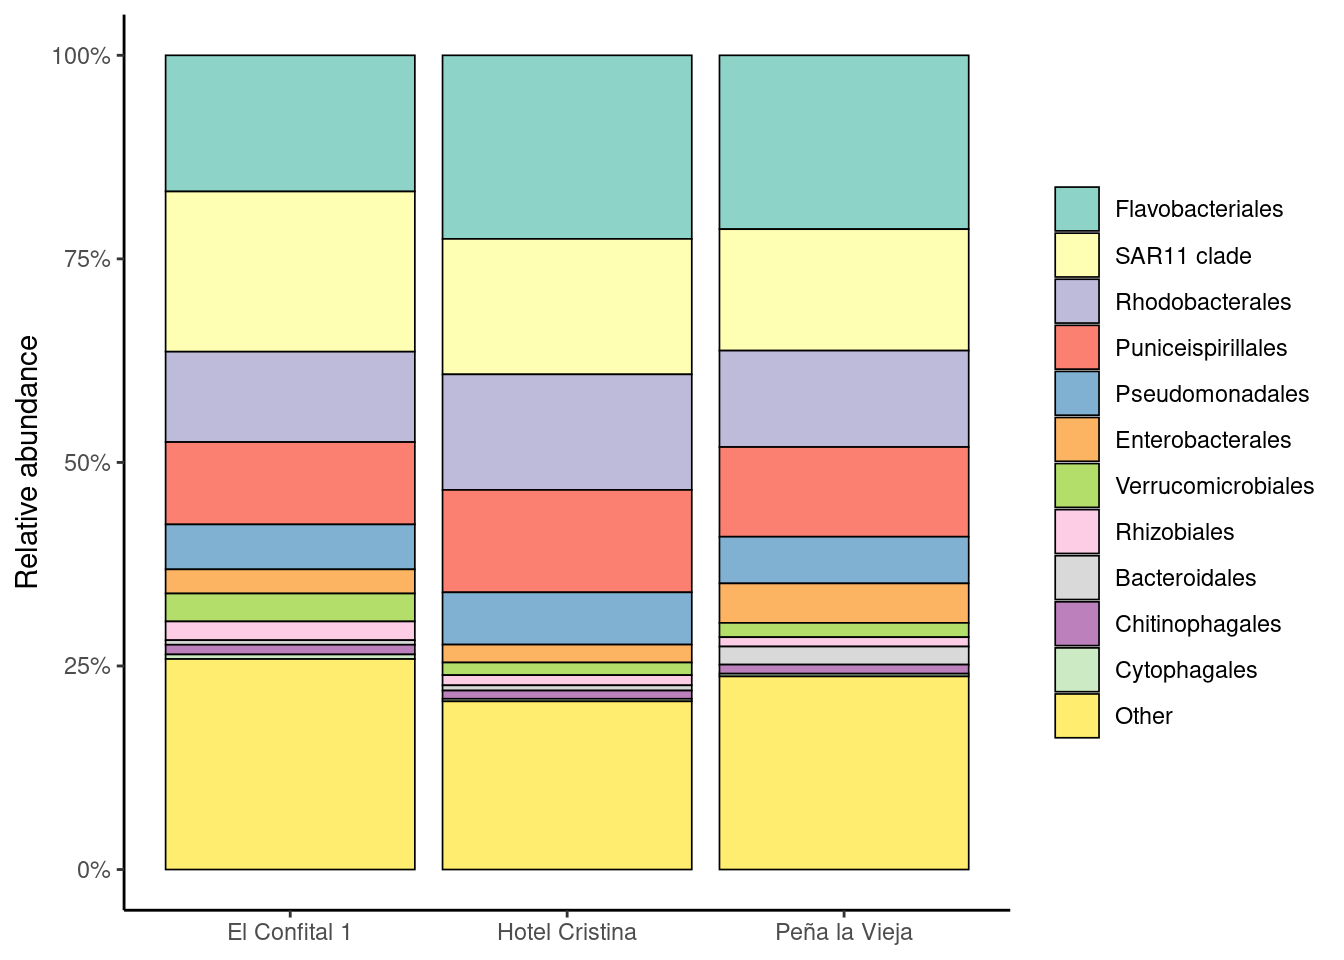 Relative abundance
100%
75%
50%
25%
0%
El Confital 1
Hotel Cristina
Peña la Vieja
Flavobacteriales
SAR11 clade
Rhodobacterales
Puniceispirillales
Pseudomonadales
Enterobacterales
Verrucomicrobiales
Rhizobiales
Bacteroidales
Chitinophagales
Cytophagales
Other